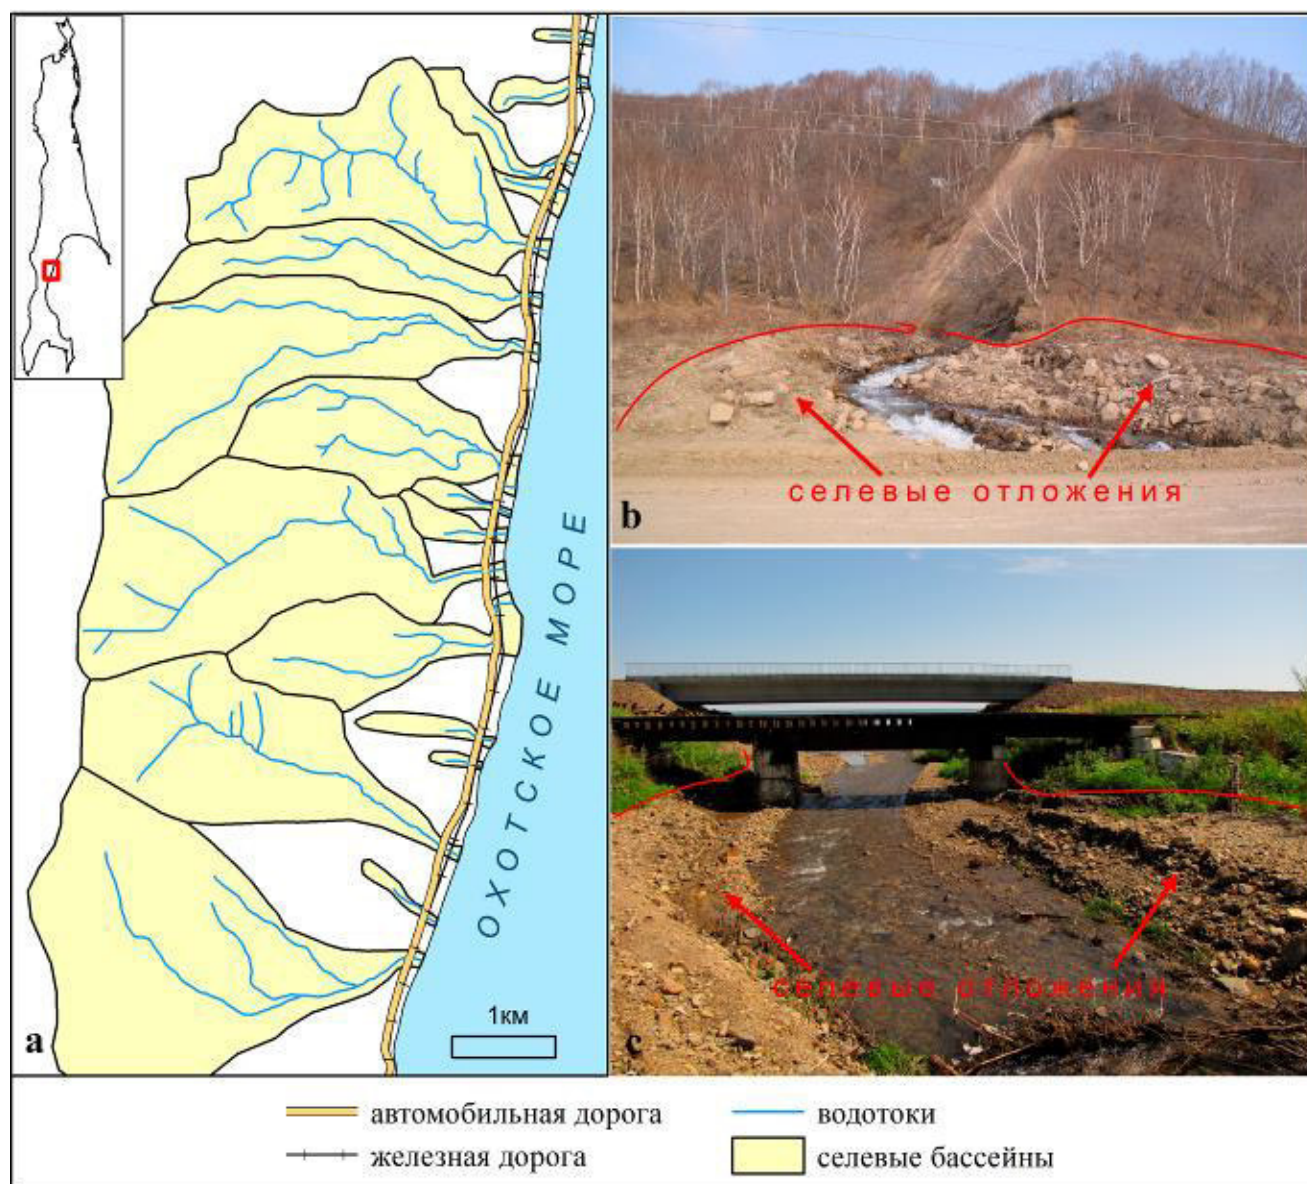 ОХОТСКОЕ МОРЕ
1км
a
селевые отложения
b
селевые отложения
c
автомобильная дорога
водотоки
железная дорога
селевые бассейны